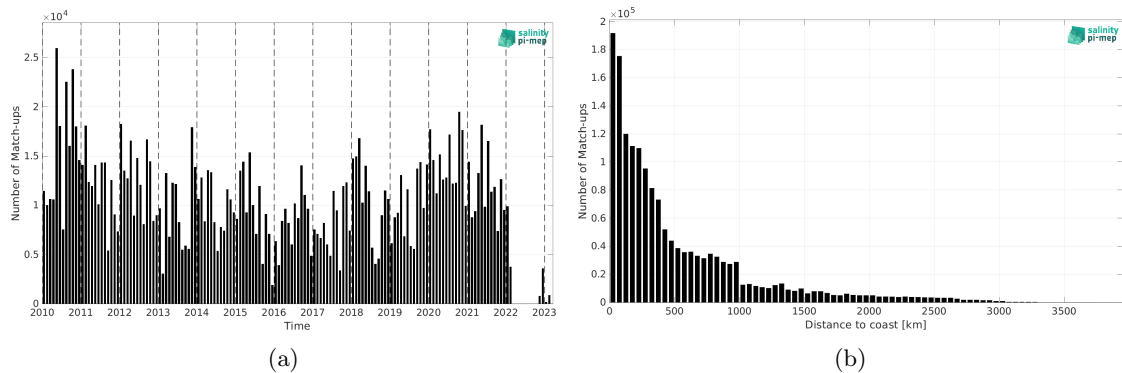 ×10⁴
salinity
pi-mep
Number of Match-ups
2.5
2
1.5
1
0.5
0
2010 2011 2012 2013 2014 2015 2016 2017 2018 2019 2020 2021 2022 2023
Time
(a)
2 ×10⁵
salinity
pi-mep
Number of Match-ups
1.8
1.6
1.4
1.2
1
0.8
0.6
0.4
0.2
0
0 500 1000 1500 2000 2500 3000 3500
Distance to coast [km]
(b)